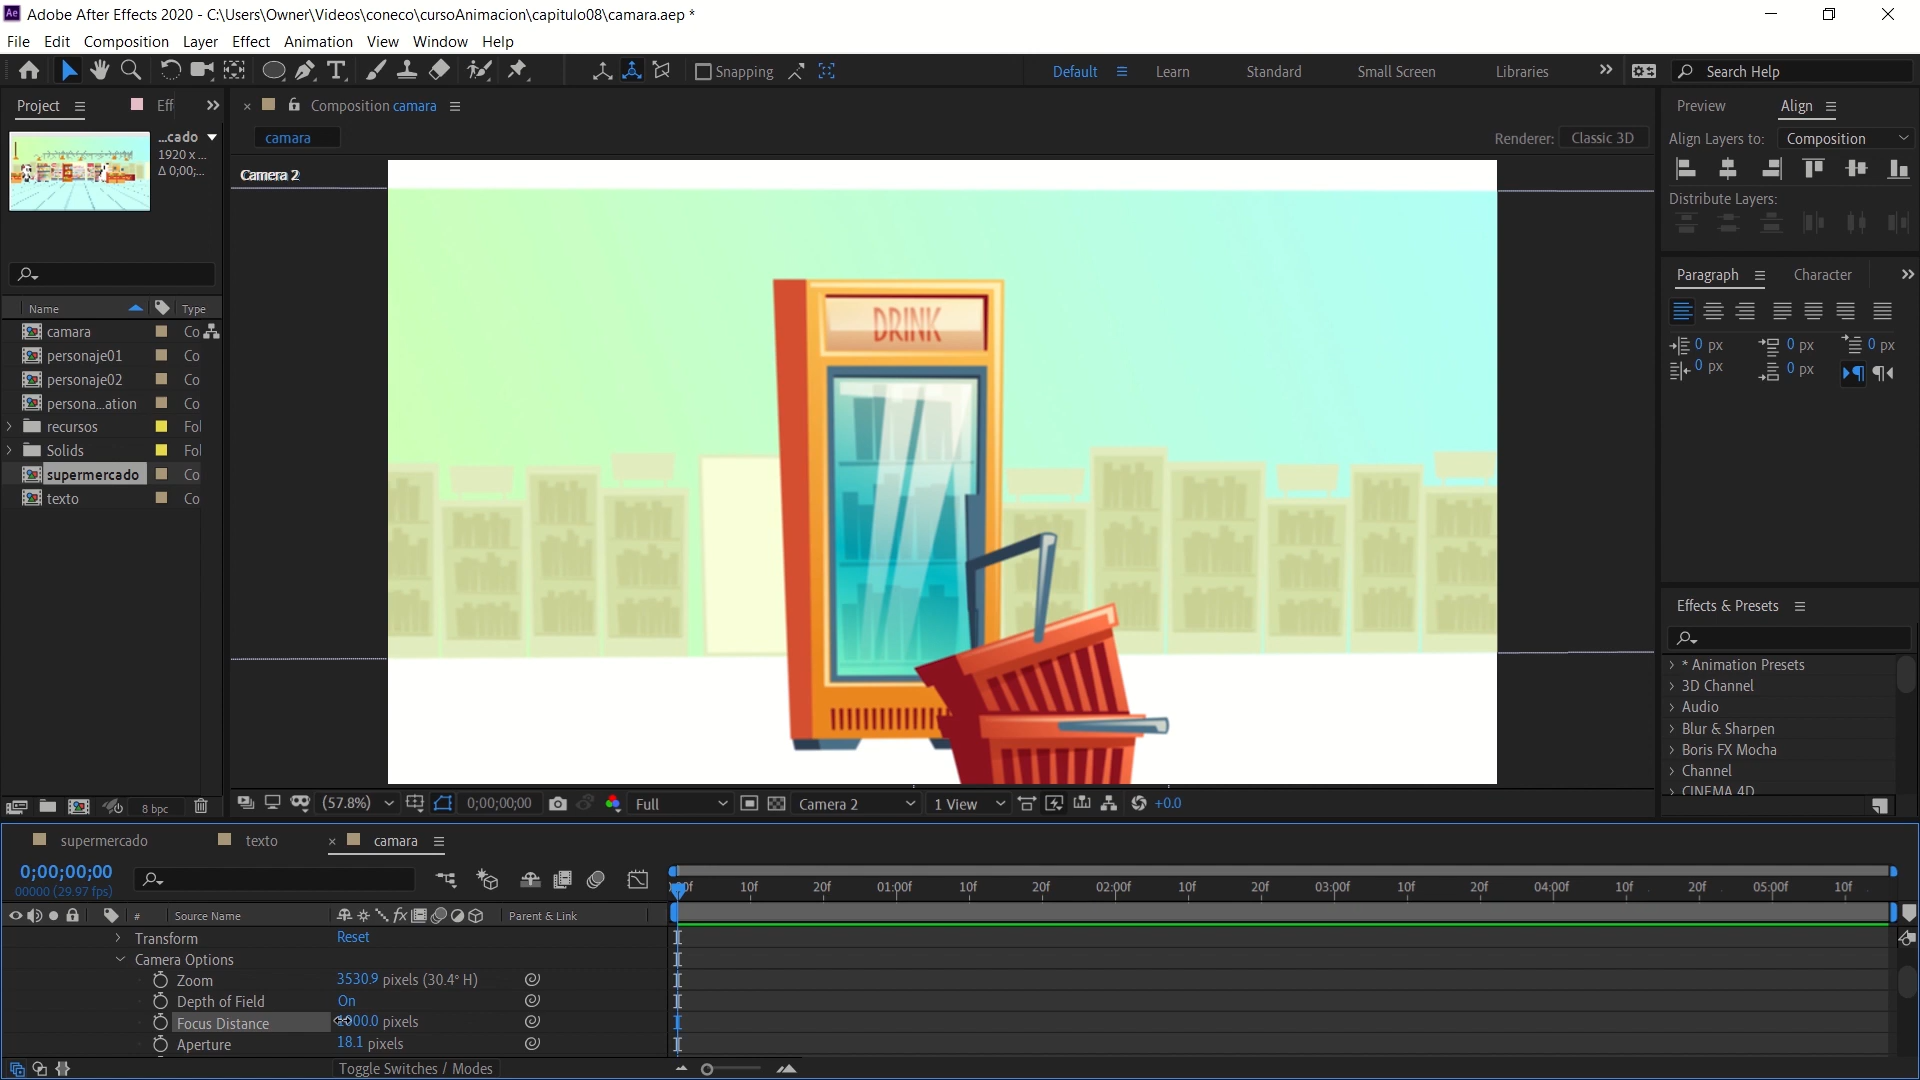 Adobe After Effects 2020 - C:\Users\Owner\Videos\coneco\cursoAnimacion\capitulo08\camara.aep *
File Edit Composition Layer Effect Animation View Window Help
Snapping
Default Learn Standard Small Screen Libraries
Search Help
Project Eff
Composition camara
Preview Align
...cado
1920 x ...
Δ 0;00;...
camara
Renderer: Classic 3D
Align Layers to: Composition
Camera 2
Distribute Layers:
Paragraph Character
Name Type
camara Co
personaje01 Co
personaje02 Co
persona...ation Co
recursos Fol
Solids Fol
supermercado Co
texto Co
DRINK
0 px 0 px 0 px
0 px 0 px
Effects & Presets
* Animation Presets
3D Channel
Audio
Blur & Sharpen
Boris FX Mocha
Channel
CINEMA 4D
8 bpc
(57.8%) 0;00;00;00 Full Camera 2 1 View +0.0
supermercado texto camara
0;00;00;00
00000 (29.97 fps)
10f 20f 01:00f 10f 20f 02:00f 10f 20f 03:00f 10f 20f 04:00f 10f 20f 05:00f 10f
# Source Name Parent & Link
Transform Reset
Camera Options
Zoom 3530.9 pixels (30.4° H)
Depth of Field On
Focus Distance pixels
Aperture 18.1 pixels
Toggle Switches / Modes